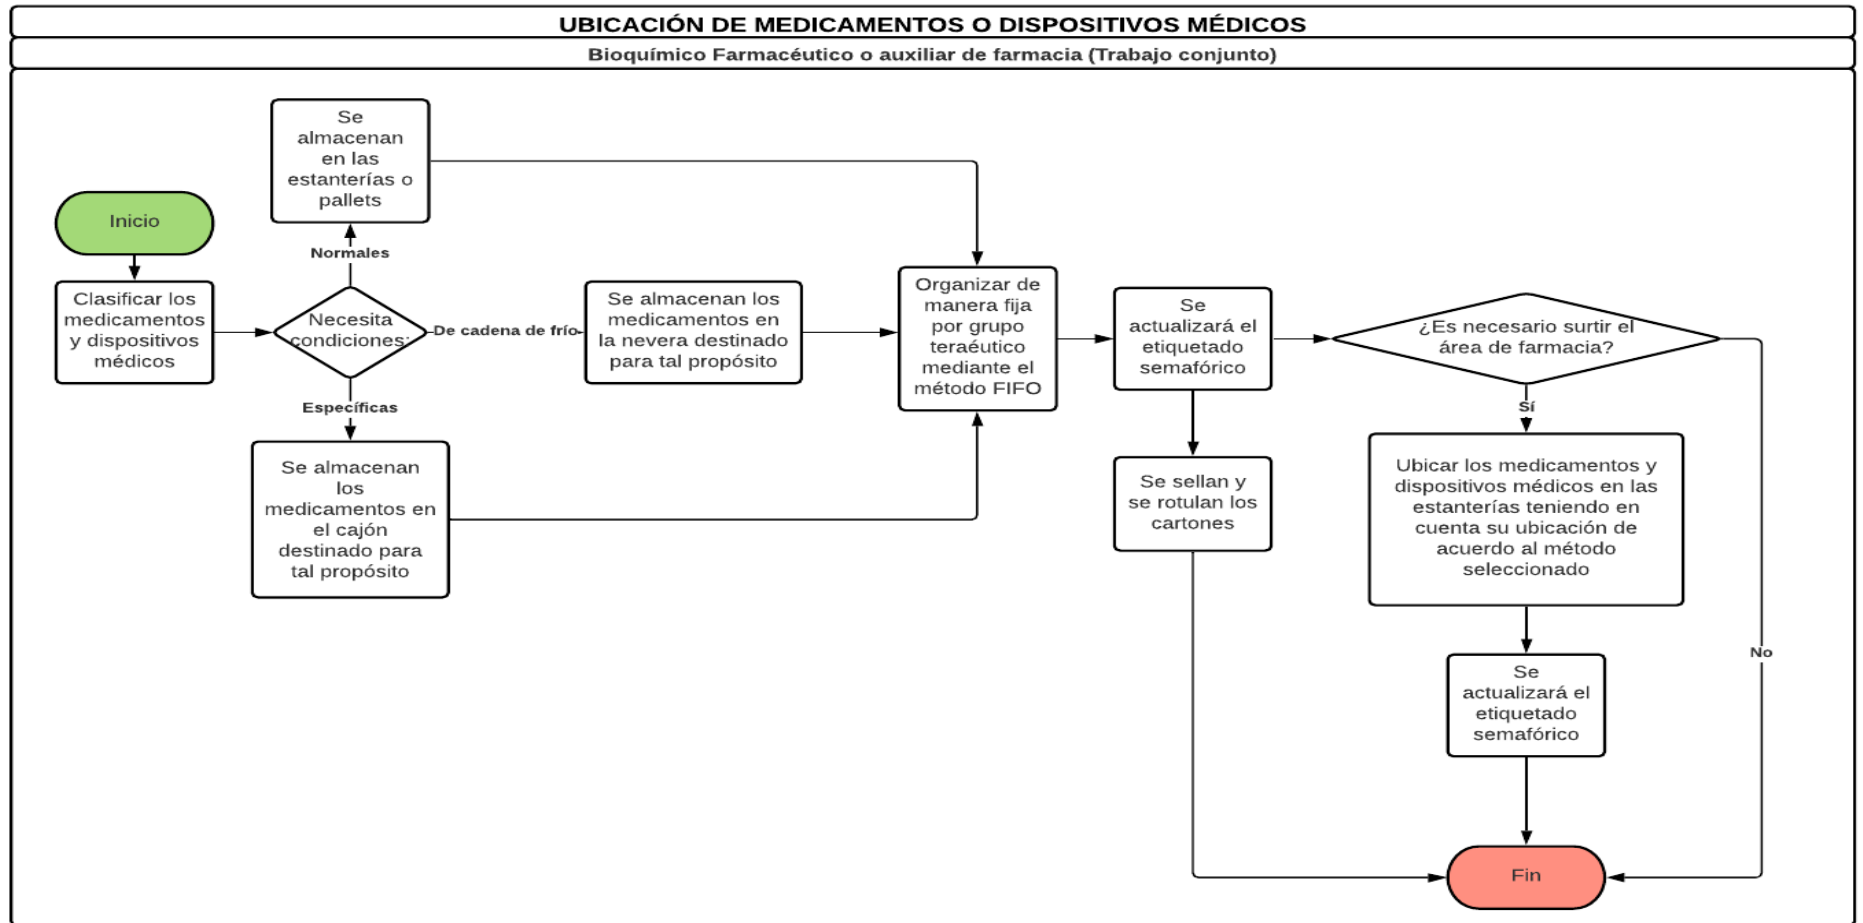 UBICACIÓN DE MEDICAMENTOS O DISPOSITIVOS MÉDICOS
Bioquímico Farmacéutico o auxiliar de farmacia (Trabajo conjunto)
Inicio
Clasificar los
medicamentos
y dispositivos
médicos
Necesita
condiciones:
Normales
Se
almacenan
en las
estanterías o
pallets
De cadena de frío
Se almacenan los
medicamentos en
la nevera destinado
para tal propósito
Específicas
Se almacenan
los
medicamentos en
el cajón
destinado para
tal propósito
Organizar de
manera fija
por grupo
teraéutico
mediante el
método FIFO
Se
actualizará el
etiquetado
semafórico
Se sellan y
se rotulan los
cartones
¿Es necesario surtir el
área de farmacia?
Sí
Ubicar los medicamentos y
dispositivos médicos en las
estanterías teniendo en
cuenta su ubicación de
acuerdo al método
seleccionado
Se
actualizará el
etiquetado
semafórico
No
Fin